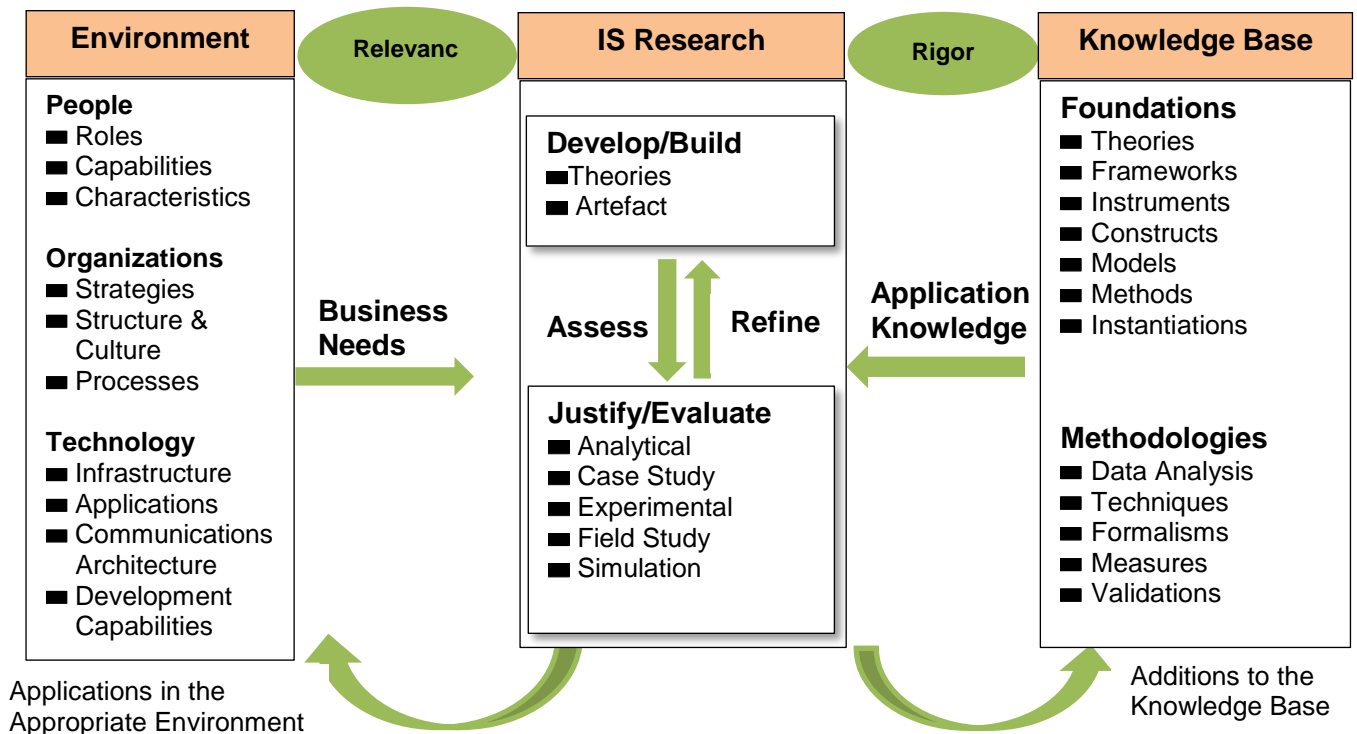 Environment
Relevanc
IS Research
Rigor
Knowledge Base
People
Roles
Capabilities
Characteristics
Organizations
Strategies
Structure &
Culture
Processes
Technology
Infrastructure
Applications
Communications
Architecture
Development
Capabilities
Business
Needs
Develop/Build
Theories
Artefact
Assess
Refine
Justify/Evaluate
Analytical
Case Study
Experimental
Field Study
Simulation
Application
Knowledge
Foundations
Theories
Frameworks
Instruments
Constructs
Models
Methods
Instantiations
Methodologies
Data Analysis
Techniques
Formalisms
Measures
Validations
Applications in the
Appropriate Environment
Additions to the
Knowledge Base